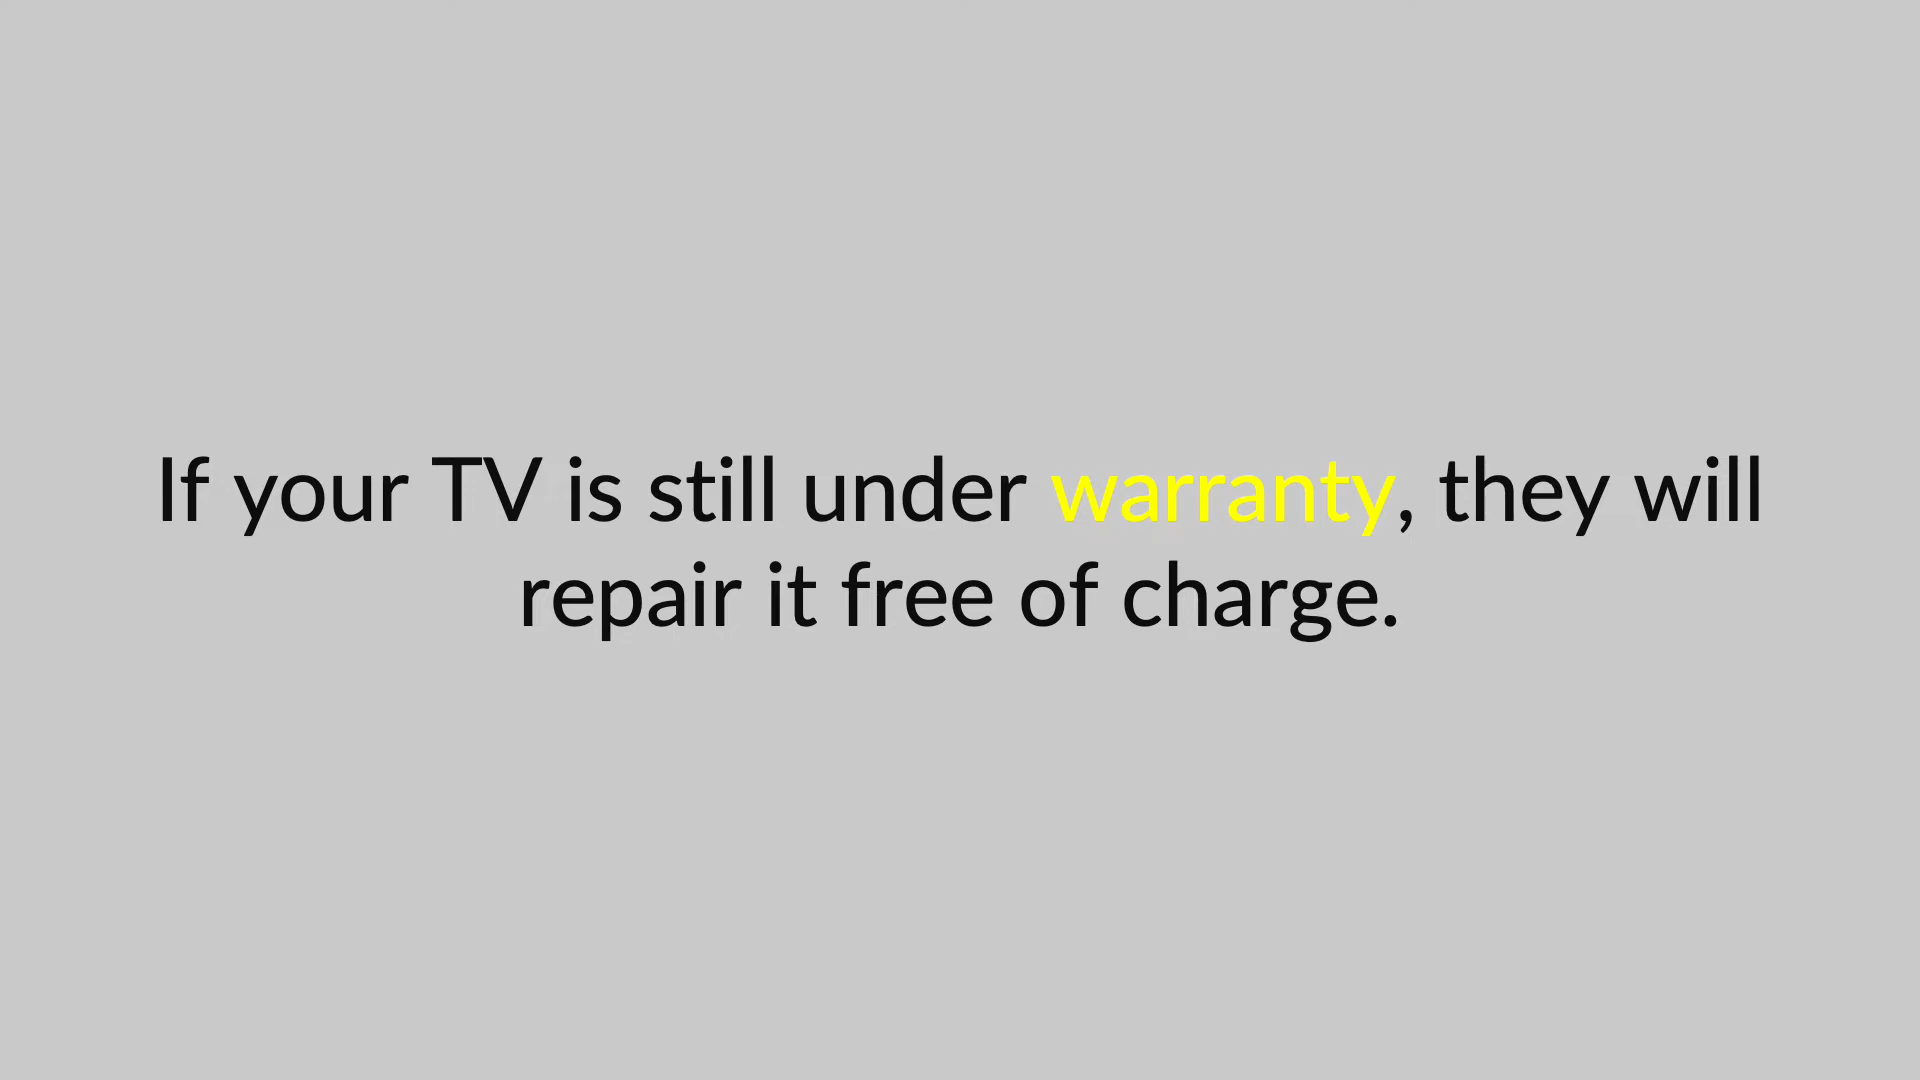 If your TV is still under warranty, they will
repair it free of charge.